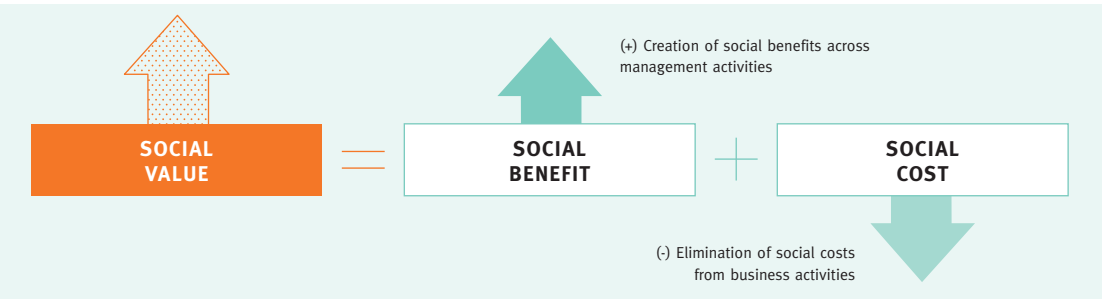 (+) Creation of social benefits across
management activities
SOCIAL
VALUE
=
SOCIAL
BENEFIT
+
SOCIAL
COST
(-) Elimination of social costs
from business activities